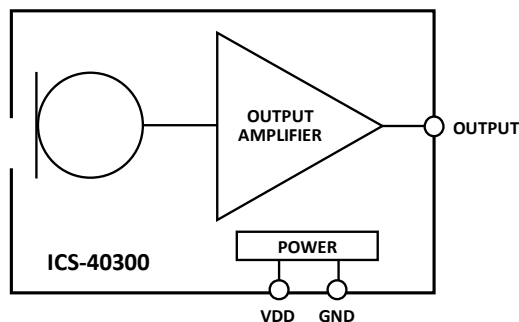 OUTPUT
AMPLIFIER
OUTPUT
POWER
ICS-40300
VDD
GND